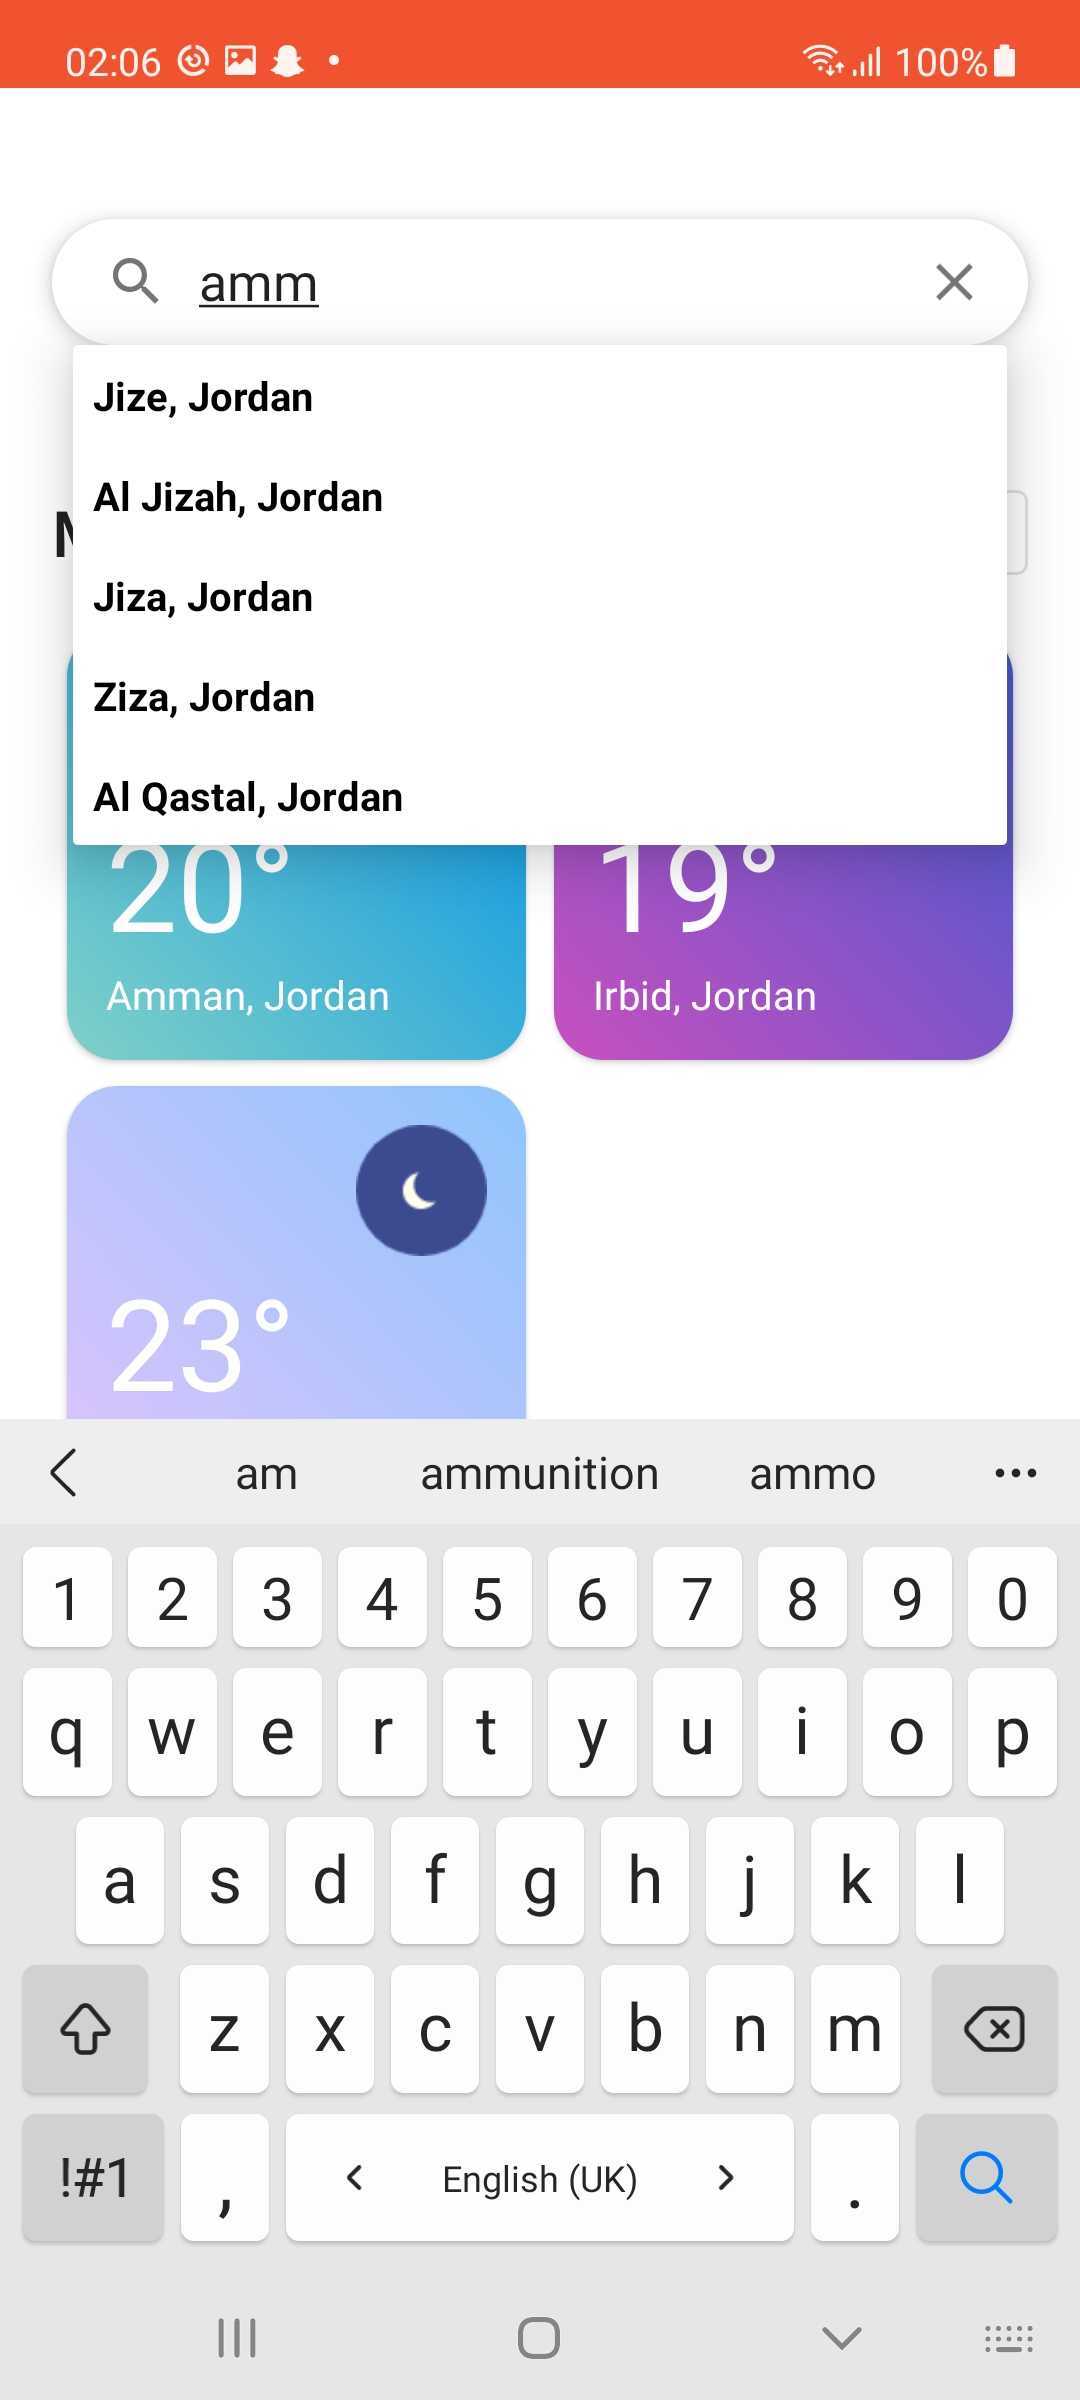 02:06 100%
amm
Jize, Jordan
Al Jizah, Jordan
Jiza, Jordan
Ziza, Jordan
Al Qastal, Jordan
20° 19°
Amman, Jordan Irbid, Jordan
23°
am ammunition ammo
1 2 3 4 5 6 7 8 9 0
q w e r t y u i o p
a s d f g h j k l
z x c v b n m
!#1 , English (UK) .